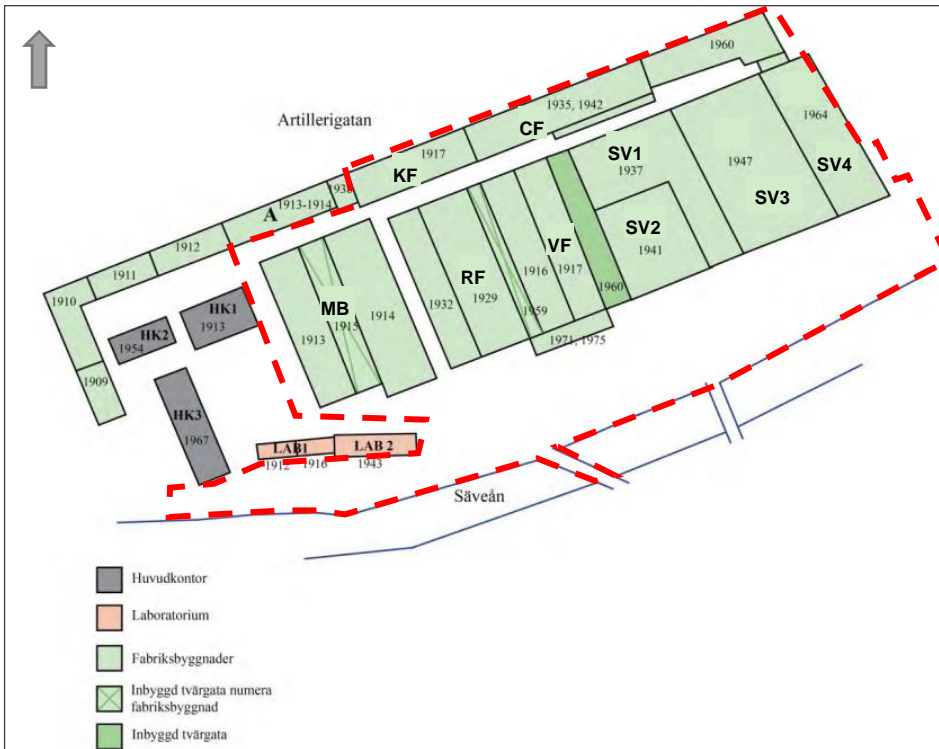 1960
1935, 1942
Artillerigatan
CF
1964
1917
SV1
KF
1937
1947
SV4
1938
1913-1914
A
SV3
SV2
1912
VF
1941
1911
RF
1916
1917
1910
1932
1929
1960
MB
1959
HK1
1914
1915
1913
1913
HK2
1971, 1975
1954
1909
HK3
1967
LAB1
LAB 2
1912
1916
1943
Säveån
Huvudkontor
Laboratorium
Fabriksbyggnader
Inbyggd tvärgata numera
fabriksbyggnad
Inbyggd tvärgata